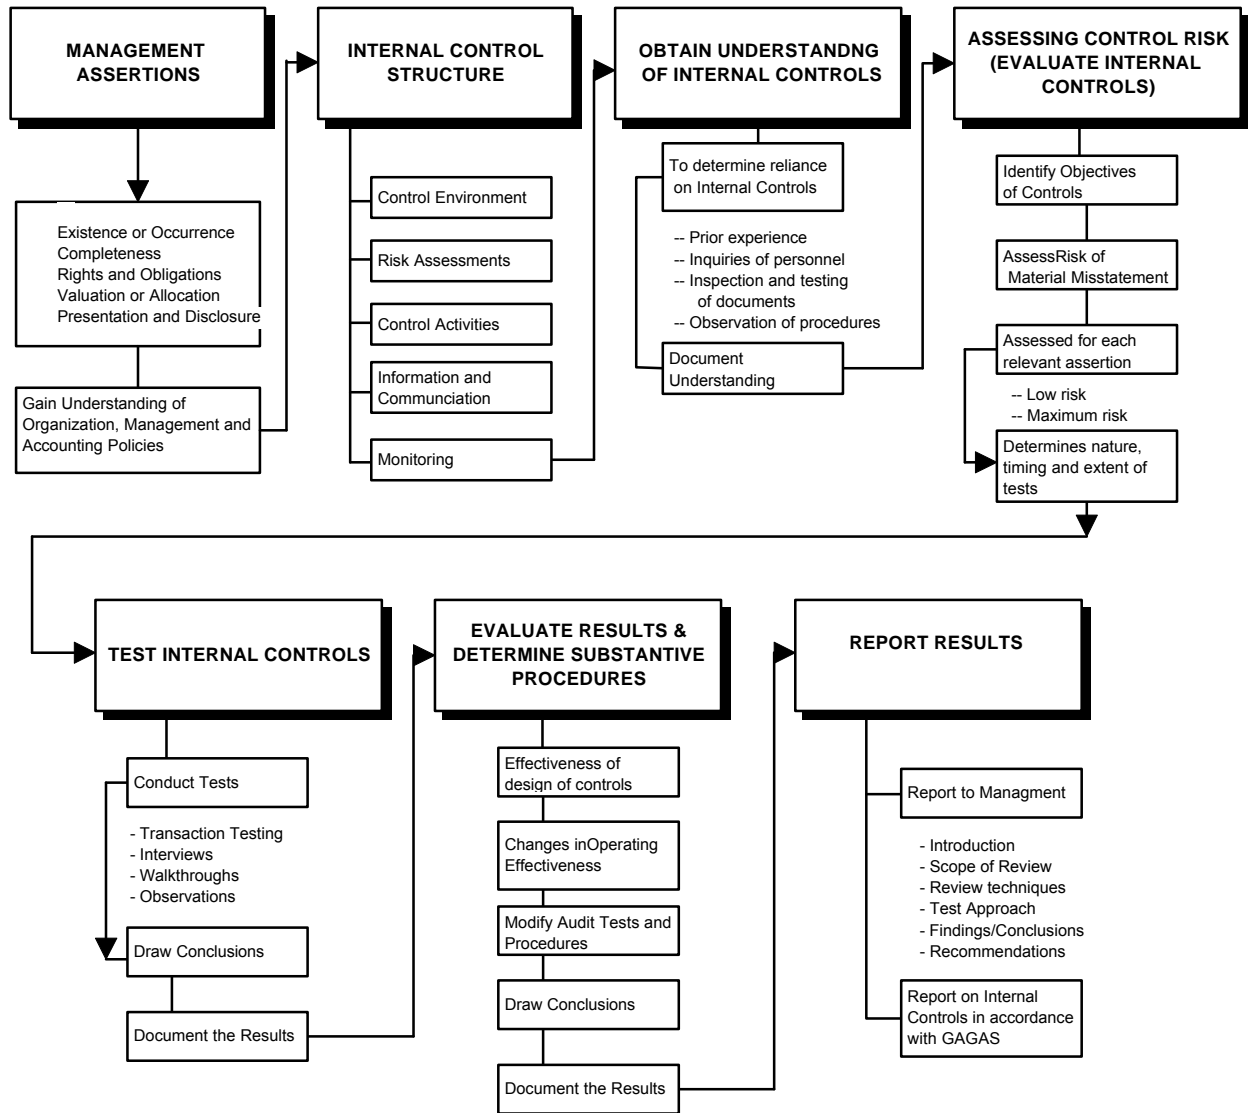 MANAGEMENT
ASSERTIONS
Existence or Occurrence
Completeness
Rights and Obligations
Valuation or Allocation
Presentation and Disclosure
Gain Understanding of
Organization, Management and
Accounting Policies
INTERNAL CONTROL
STRUCTURE
Control Environment
Risk Assessments
Control Activities
Information and
Communciation
Monitoring
OBTAIN UNDERSTANDNG
OF INTERNAL CONTROLS
To determine reliance
on Internal Controls
-- Prior experience
-- Inquiries of personnel
-- Inspection and testing
of documents
-- Observation of procedures
Document
Understanding
ASSESSING CONTROL RISK
(EVALUATE INTERNAL
CONTROLS)
Identify Objectives
of Controls
AssessRisk of
Material Misstatement
Assessed for each
relevant assertion
-- Low risk
-- Maximum risk
Determines nature,
timing and extent of
tests
TEST INTERNAL CONTROLS
Conduct Tests
- Transaction Testing
- Interviews
- Walkthroughs
- Observations
Draw Conclusions
Document the Results
EVALUATE RESULTS &
DETERMINE SUBSTANTIVE
PROCEDURES
Effectiveness of
design of controls
Changes inOperating
Effectiveness
Modify Audit Tests and
Procedures
Draw Conclusions
Document the Results
REPORT RESULTS
Report to Managment
- Introduction
- Scope of Review
- Review techniques
- Test Approach
- Findings/Conclusions
- Recommendations
Report on Internal
Controls in accordance
with GAGAS